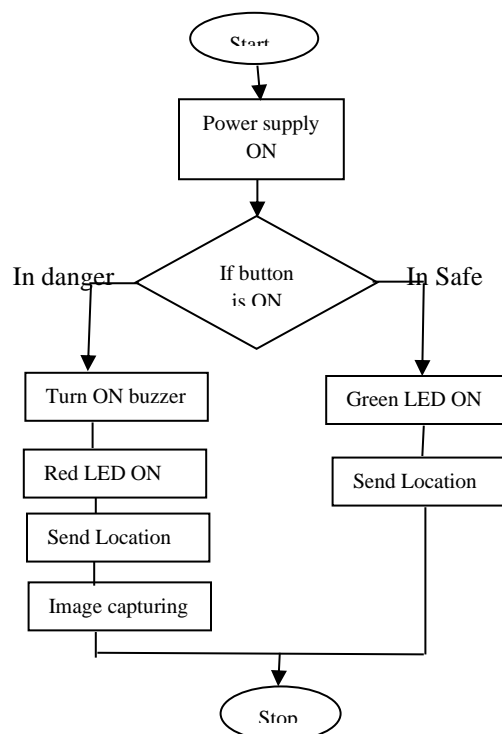 Start
Power supply
ON
If button
is ON
In danger
In Safe
Turn ON buzzer
Red LED ON
Send Location
Image capturing
Green LED ON
Send Location
Stop